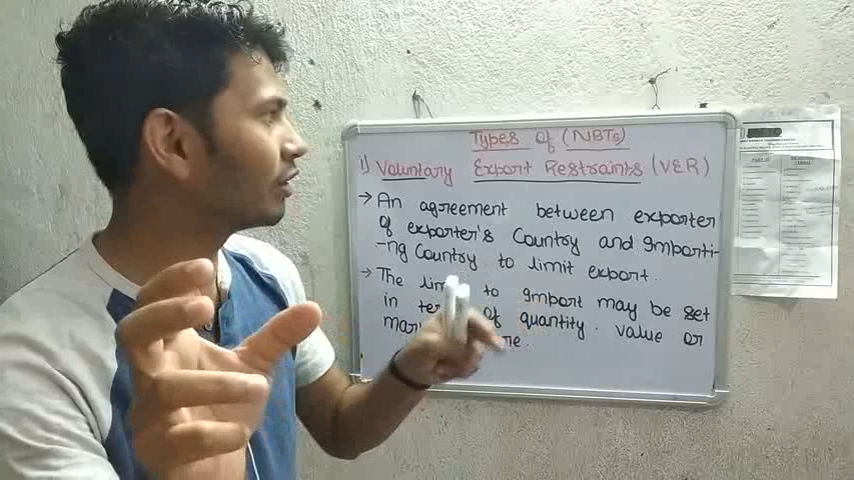 Types of (NBTs)
1) Voluntary Export Restraints (VER)
→ An agreement between exporter
of exporter's Country and Importi-
-ng Country to limit export..
→ The to Import may be set
in of quantity. value or